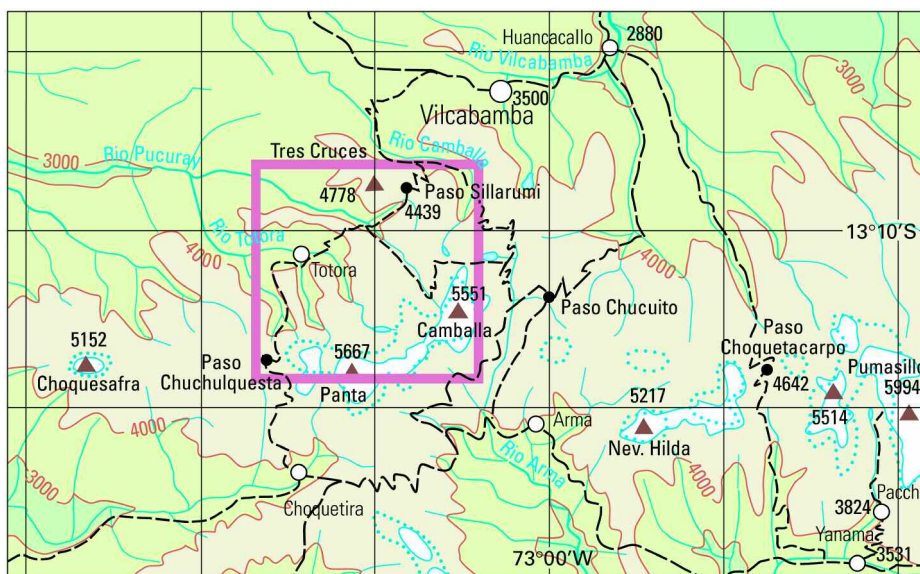 Huancacallo
2880
Rio Vilcabamba
3000
3500
Vilcabamba
Rio Camballa
Tres Cruces
3000
Rio Pucuray
4778
Paso Sillarumi
4439
13°10'S
Rio Totora
4000
4000
Totora
5551
Camballa
Paso Chucuito
5152
Choquesafra
Paso
Chuchulquesta
5667
Panta
Paso
Choquetacarpo
4642
Pumasillo
5994
5514
5217
Nev. Hilda
Arma
Rio Arma
4000
4000
3000
Choquetira
3824
Pacch
Yanama
3531
73°00'W